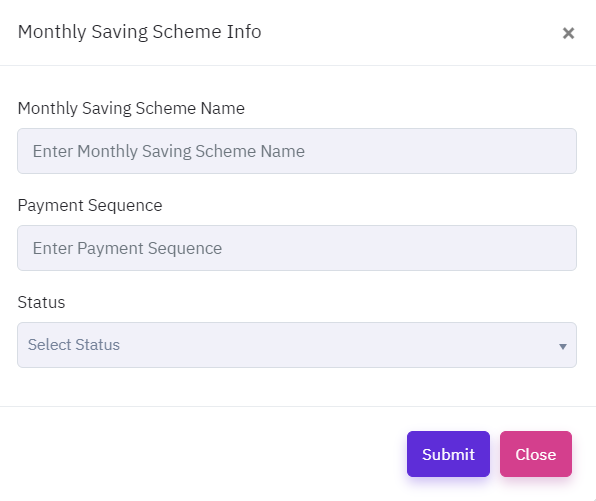 Monthly Saving Scheme Info
×
Monthly Saving Scheme Name
Enter Monthly Saving Scheme Name
Payment Sequence
Enter Payment Sequence
Status
Select Status
Submit Close